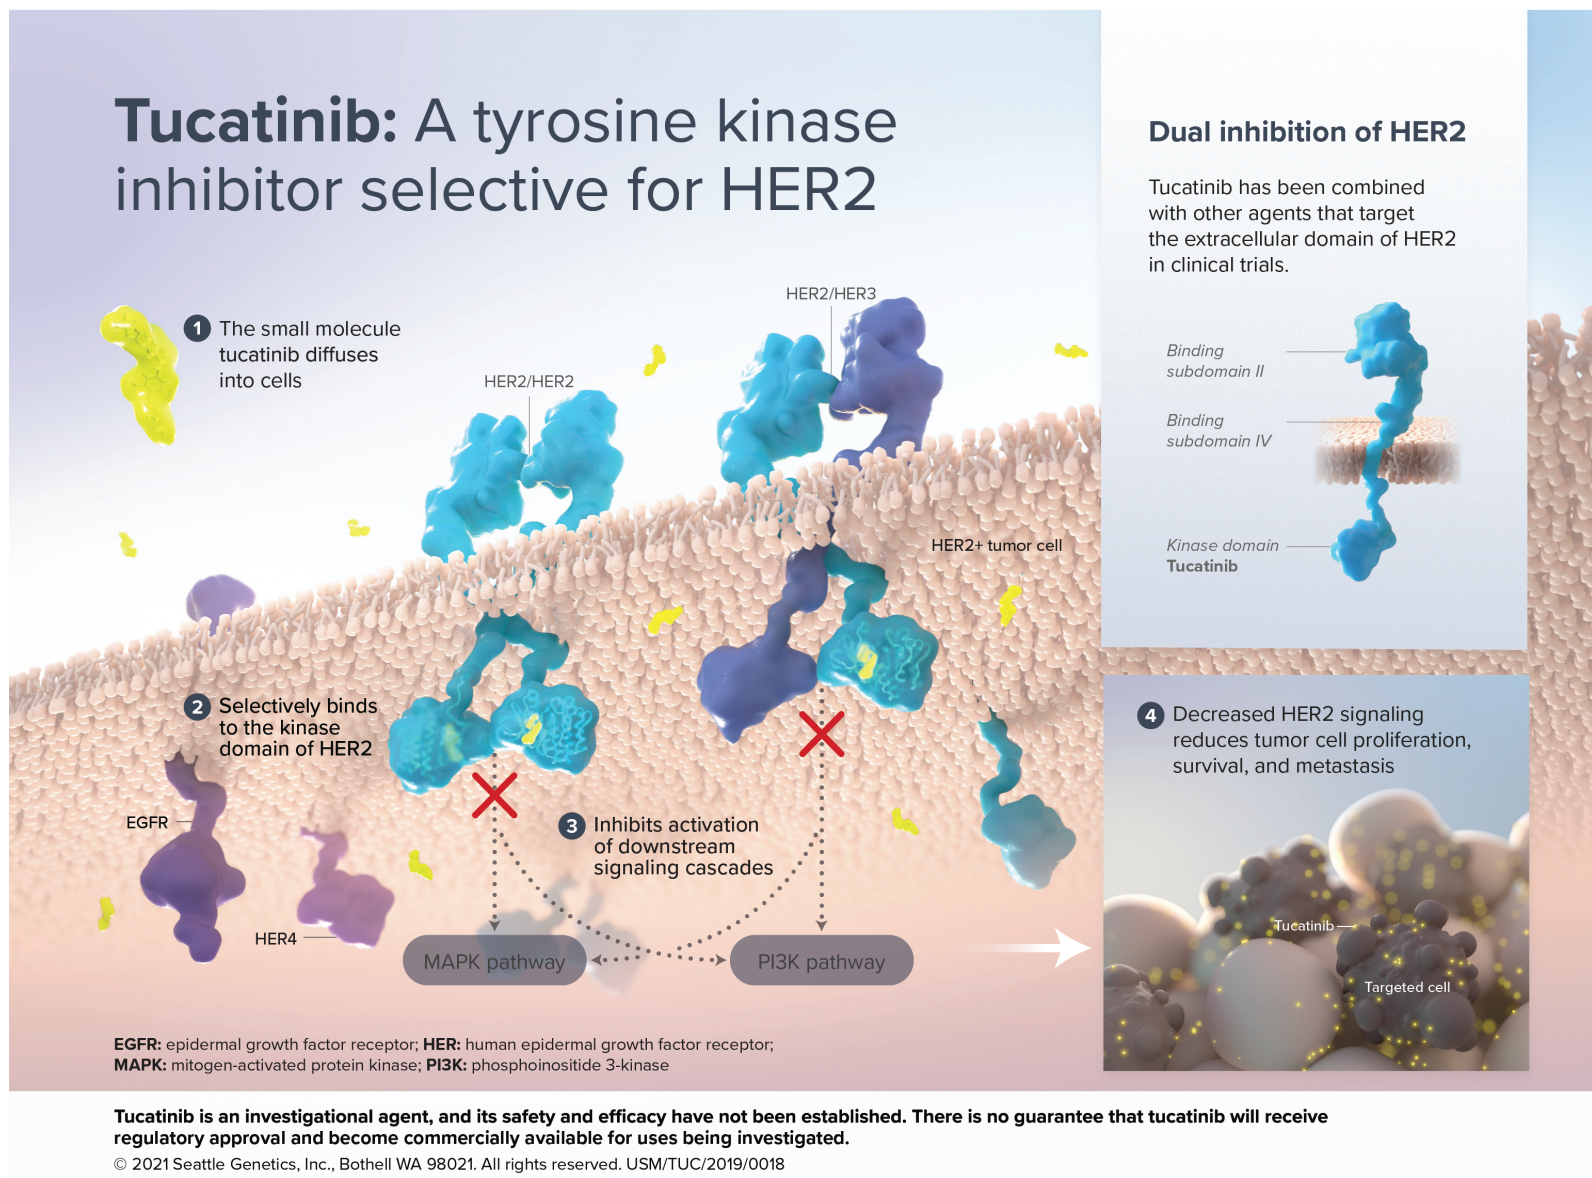 Tucatinib: A tyrosine kinase
inhibitor selective for HER2
1 The small molecule
tucatinib diffuses
into cells
HER2/HER2
HER2/HER3
HER2+ tumor cell
2 Selectively binds
to the kinase
domain of HER2
EGFR
HER4
3 Inhibits activation
of downstream
signaling cascades
MAPK pathway
PI3K pathway
EGFR: epidermal growth factor receptor; HER: human epidermal growth factor receptor;
MAPK: mitogen-activated protein kinase; PI3K: phosphoinositide 3-kinase
Dual inhibition of HER2
Tucatinib has been combined
with other agents that target
the extracellular domain of HER2
in clinical trials.
Binding
subdomain II
Binding
subdomain IV
Kinase domain
Tucatinib
4 Decreased HER2 signaling
reduces tumor cell proliferation,
survival, and metastasis
Tucatinib
Targeted cell
Tucatinib is an investigational agent, and its safety and efficacy have not been established. There is no guarantee that tucatinib will receive
regulatory approval and become commercially available for uses being investigated.
© 2021 Seattle Genetics, Inc., Bothell WA 98021. All rights reserved. USM/TUC/2019/0018